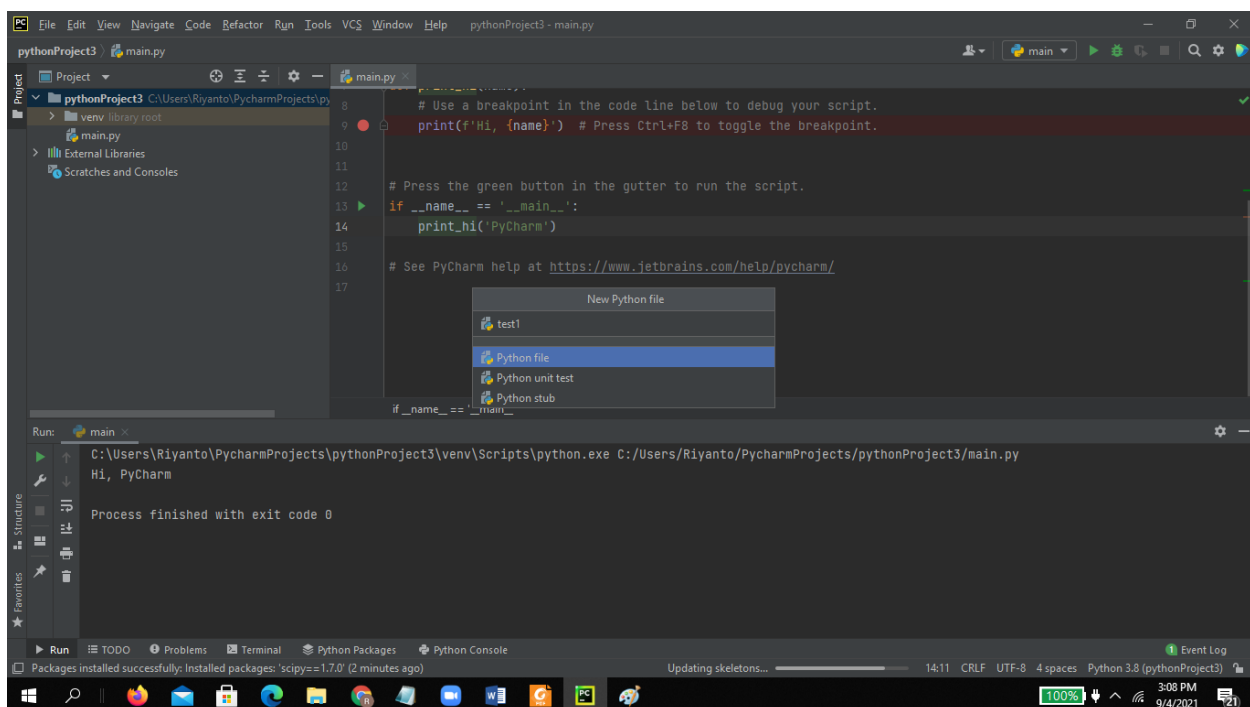 File Edit View Navigate Code Refactor Run Tools VCS Window Help pythonProject3 - main.py
pythonProject3 main.py
main
Project
Project
main.py
pythonProject3 C:\Users\Riyanto\PycharmProjects\py
venv library root
main.py
External Libraries
Scratches and Consoles
8 # Use a breakpoint in the code line below to debug your script.
9 print(f'Hi, {name}') # Press Ctrl+F8 to toggle the breakpoint.
10
11
12 # Press the green button in the gutter to run the script.
13 if __name__ == '__main__':
14 print_hi('PyCharm')
15
16 # See PyCharm help at https://www.jetbrains.com/help/pycharm/
17
New Python file
test1
Python file
Python unit test
Python stub
if __name__ == '__main__
Run: main
C:\Users\Riyanto\PycharmProjects\pythonProject3\venv\Scripts\python.exe C:/Users/Riyanto/PycharmProjects/pythonProject3/main.py
Hi, PyCharm
Process finished with exit code 0
Structure
Favorites
Run TODO Problems Terminal Python Packages Python Console 1 Event Log
Packages installed successfully: Installed packages: 'scipy==1.7.0' (2 minutes ago) Updating skeletons... 14:11 CRLF UTF-8 4 spaces Python 3.8 (pythonProject3)
100% 3:08 PM
9/4/2021 21